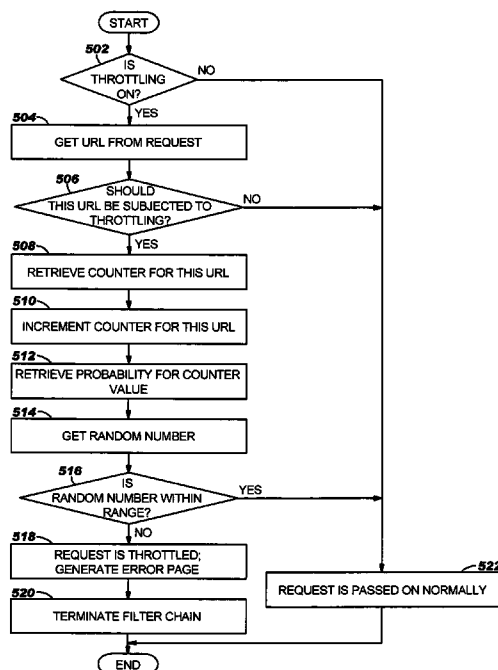 START
502
IS
THROTTLING
ON?
NO
YES
504
GET URL FROM REQUEST
506
SHOULD
THIS URL BE SUBJECTED TO
THROTTLING?
NO
YES
508
RETRIEVE COUNTER FOR THIS URL
510
INCREMENT COUNTER FOR THIS URL
512
RETRIEVE PROBABILITY FOR COUNTER
VALUE
514
GET RANDOM NUMBER
516
IS
RANDOM NUMBER WITHIN
RANGE?
YES
NO
518
REQUEST IS THROTTLED;
GENERATE ERROR PAGE
522
REQUEST IS PASSED ON NORMALLY
520
TERMINATE FILTER CHAIN
END